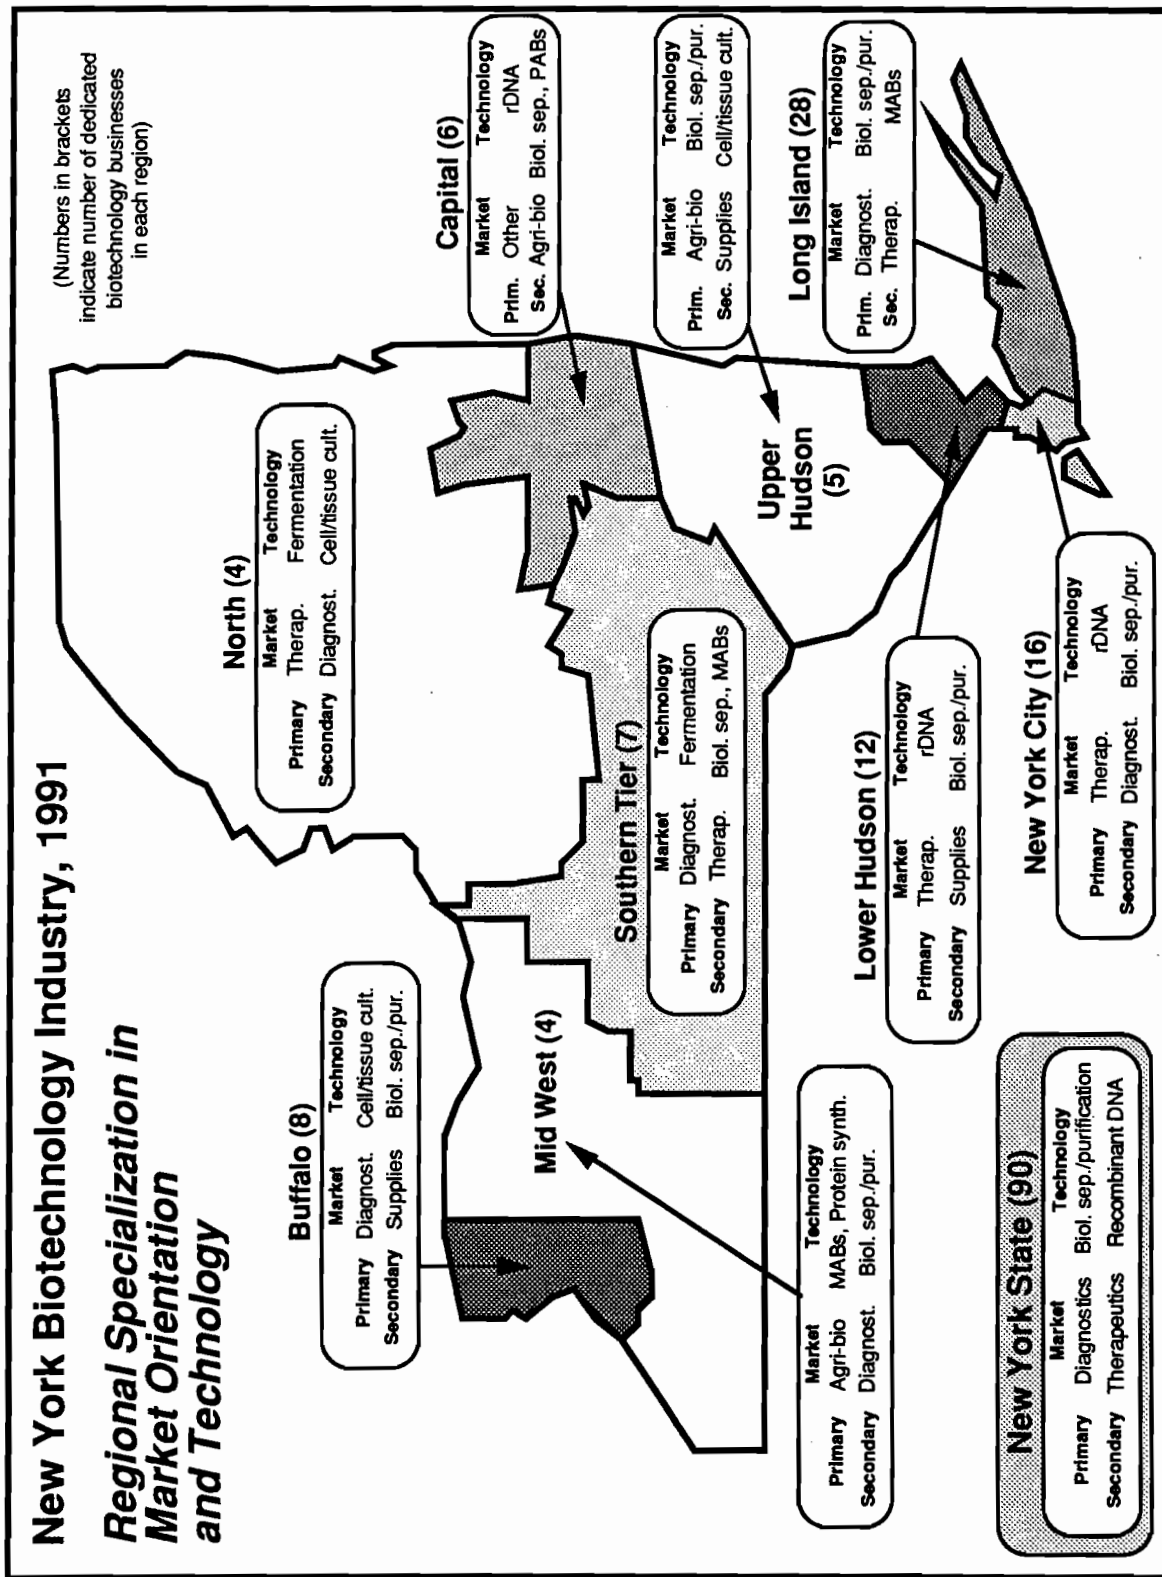 New York Biotechnology Industry, 1991
Regional Specialization in
Market Orientation
and Technology
(Numbers in brackets
indicate number of dedicated
biotechnology businesses
in each region)
North (4)
Market Technology
Primary Therap. Fermentation
Secondary Diagnost. Cell/tissue cult.
Capital (6)
Market Technology
Prim. Other rDNA
Sec. Agri-bio Biol. sep., PABs
Buffalo (8)
Market Technology
Primary Diagnost. Cell/tissue cult.
Secondary Supplies Biol. sep./pur.
Mid West (4)
Market Technology
Primary Agri-bio MABs, Protein synth.
Secondary Diagnost. Biol. sep./pur.
Southern Tier (7)
Market Technology
Primary Diagnost. Fermentation
Secondary Therap. Biol. sep., MABs
Upper
Hudson
(5)
Market Technology
Prim. Agri-bio Biol. sep./pur.
Sec. Supplies Cell/tissue cult.
Long Island (28)
Market Technology
Prim. Diagnost. Biol. sep./pur.
Sec. Therap. MABs
Lower Hudson (12)
Market Technology
Primary Therap. rDNA
Secondary Supplies Biol. sep./pur.
New York City (16)
Market Technology
Primary Therap. rDNA
Secondary Diagnost. Biol. sep./pur.
New York State (90)
Market Technology
Primary Diagnostics Biol. sep./purification
Secondary Therapeutics Recombinant DNA